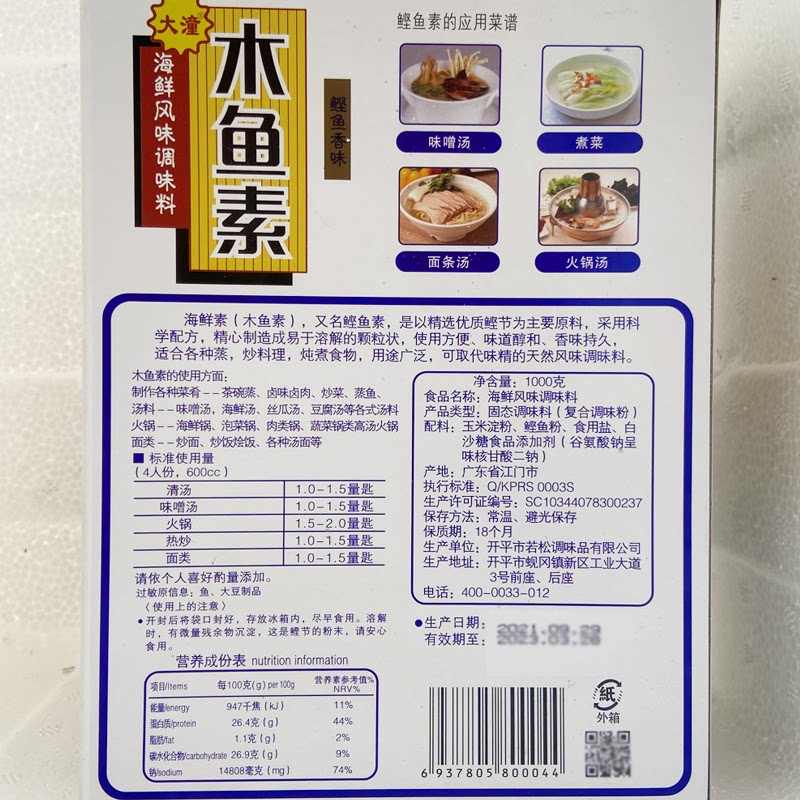 大潼®
海鲜风味调味料
木鱼素
鲣鱼香味
鲣鱼素的应用菜谱
味噌汤
煮菜
面条汤
火锅汤
海鲜素(木鱼素),又名鲣鱼素,是以精选优质鲣节为主要原料,采用科
学配方,精心制造成易于溶解的颗粒状,使用方便、味道醇和、香味持久,
适合各种蒸,炒料理,炖煮食物,用途广泛,可取代味精的天然风味调味料。
木鱼素的使用方面:
制作各种菜肴--茶碗蒸、卤味卤肉、炒菜、蒸鱼、
汤料--味噌汤,海鲜汤、丝瓜汤、豆腐汤等各式汤料
火锅--海鲜锅、泡菜锅、肉类锅、蔬菜锅类高汤火锅
面类--炒面、炒饭烩饭、各种汤面等
■ 标准使用量
(4人份,600cc)
清汤 1.0-1.5量匙
味噌汤 1.0-1.5量匙
火锅 1.5-2.0量匙
热炒 1.0-1.5量匙
面类 1.0-1.5量匙
请依个人喜好酌量添加。
过敏原信息:鱼、大豆制品
〈使用上的注意〉
●开封后将袋口封好,存放冰箱内,尽早食用。溶解
时,有微量残余物沉淀,这是鲣节的粉末,请安心
食用。
净含量:1000克
食品名称:海鲜风味调味料
产品类型:固态调味料(复合调味粉)
配料:玉米淀粉、鲣鱼粉、食用盐、白
沙糖食品添加剂(谷氨酸钠呈
味核甘酸二钠)
产地:广东省江门市
执行标准:Q/KPRS 0003S
生产许可证编号:SC10344078300237
保存方法:常温、避光保存
保质期:18个月
生产单位:开平市若松调味品有限公司
生产地址:开平市蚬冈镇新区工业大道
3号前座、后座
电话:400-0033-012
●生产日期:
有效期至:
营养成份表 nutrition information
项目/Items 每100克(g) per 100g 营养素参考值% NRV%
能量/energy 947千焦(kJ) 11%
蛋白质/protein 26.4克(g) 44%
脂肪/fat 1.1克(g) 2%
碳水化合物/carbohydrate 26.9克(g) 9%
钠/sodium 14808毫克(mg) 74%
6 937805 800044
紙
外箱